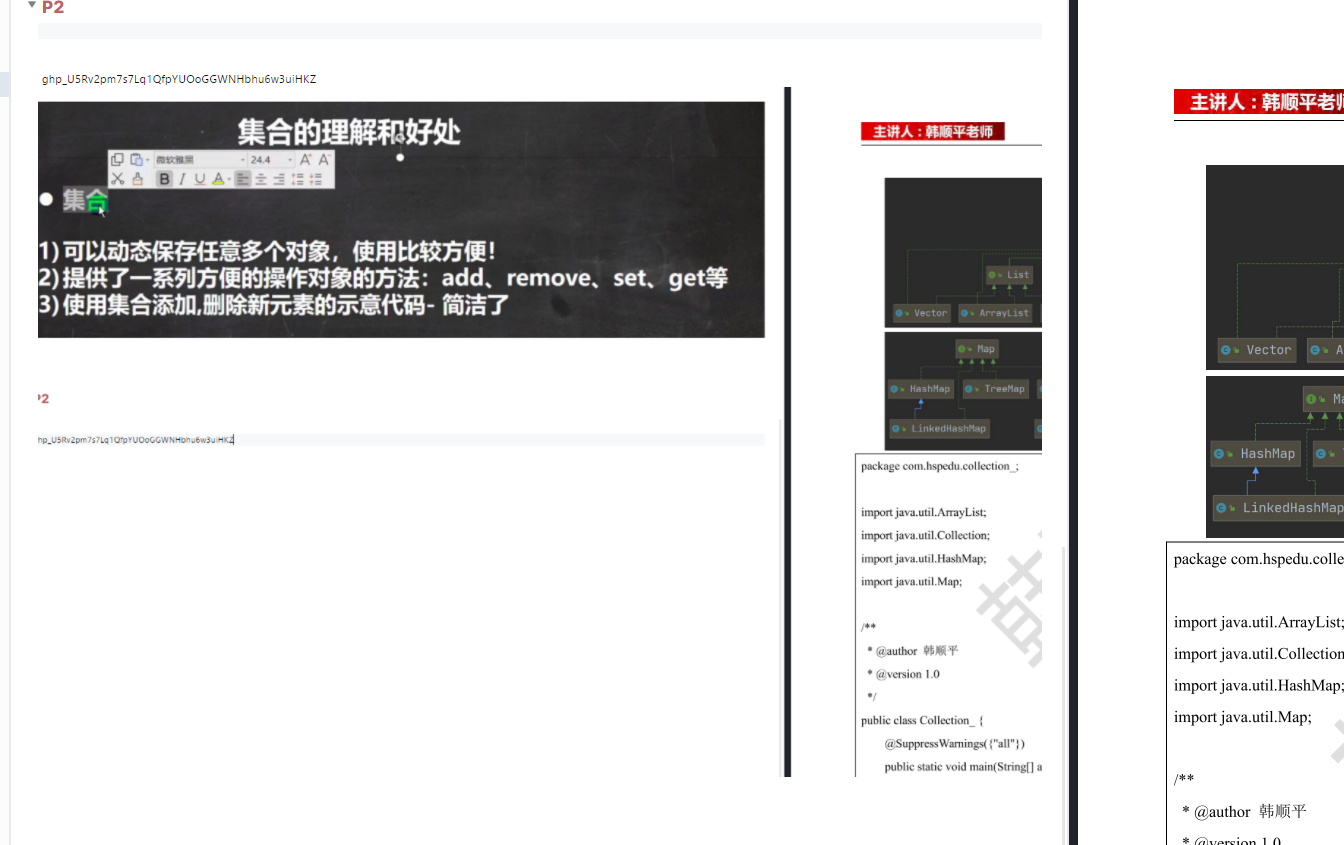 P2
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
集合的理解和好处
微软雅黑 24.4 A A
B I U A
集合
1) 可以动态保存任意多个对象，使用比较方便！
2) 提供了一系列方便的操作对象的方法：add、remove、set、get等
3) 使用集合添加,删除新元素的示意代码- 简洁了
P2
hp_U5Rv2pm7s7Lq1QfpYUOoGGWNHbhu6w3uiHKZ
主讲人：韩顺平老师
List
Vector ArrayList
Map
HashMap TreeMap
LinkedHashMap
package com.hspedu.collection_;
import java.util.ArrayList;
import java.util.Collection;
import java.util.HashMap;
import java.util.Map;
/**
* @author 韩顺平
* @version 1.0
*/
public class Collection_ {
@SuppressWarnings({"all"})
public static void main(String[] a
主讲人：韩顺平老
Vector A
Ma
HashMap
LinkedHashMap
package com.hspedu.colle
import java.util.ArrayList;
import java.util.Collection
import java.util.HashMap;
import java.util.Map;
/**
* @author 韩顺平
* @version 1.0